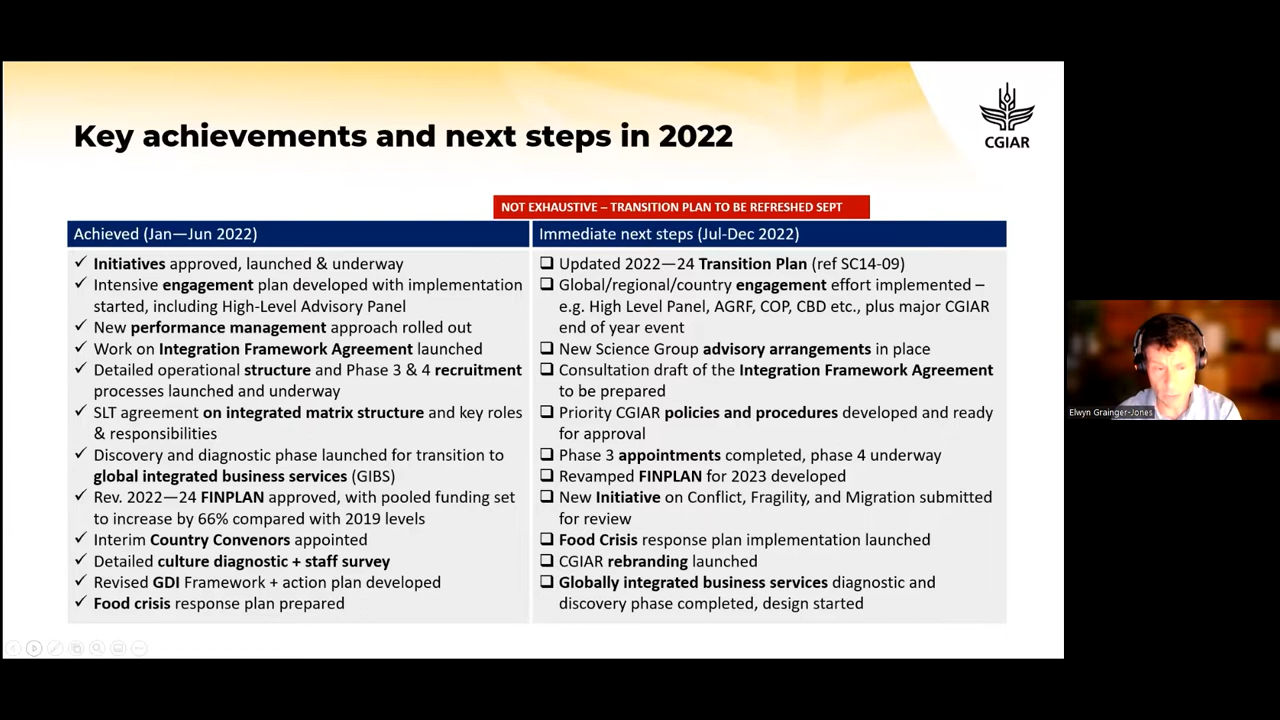 Key achievements and next steps in 2022
CGIAR
NOT EXHAUSTIVE – TRANSITION PLAN TO BE REFRESHED SEPT
Achieved (Jan—Jun 2022)
✓ Initiatives approved, launched & underway
✓ Intensive engagement plan developed with implementation
started, including High-Level Advisory Panel
✓ New performance management approach rolled out
✓ Work on Integration Framework Agreement launched
✓ Detailed operational structure and Phase 3 & 4 recruitment
processes launched and underway
✓ SLT agreement on integrated matrix structure and key roles
& responsibilities
✓ Discovery and diagnostic phase launched for transition to
global integrated business services (GIBS)
✓ Rev. 2022—24 FINPLAN approved, with pooled funding set
to increase by 66% compared with 2019 levels
✓ Interim Country Convenors appointed
✓ Detailed culture diagnostic + staff survey
✓ Revised GDI Framework + action plan developed
✓ Food crisis response plan prepared
Immediate next steps (Jul-Dec 2022)
❑ Updated 2022—24 Transition Plan (ref SC14-09)
❑ Global/regional/country engagement effort implemented –
e.g. High Level Panel, AGRF, COP, CBD etc., plus major CGIAR
end of year event
❑ New Science Group advisory arrangements in place
❑ Consultation draft of the Integration Framework Agreement
to be prepared
❑ Priority CGIAR policies and procedures developed and ready
for approval
❑ Phase 3 appointments completed, phase 4 underway
❑ Revamped FINPLAN for 2023 developed
❑ New Initiative on Conflict, Fragility, and Migration submitted
for review
❑ Food Crisis response plan implementation launched
❑ CGIAR rebranding launched
❑ Globally integrated business services diagnostic and
discovery phase completed, design started
Elwyn Grainger-Jones